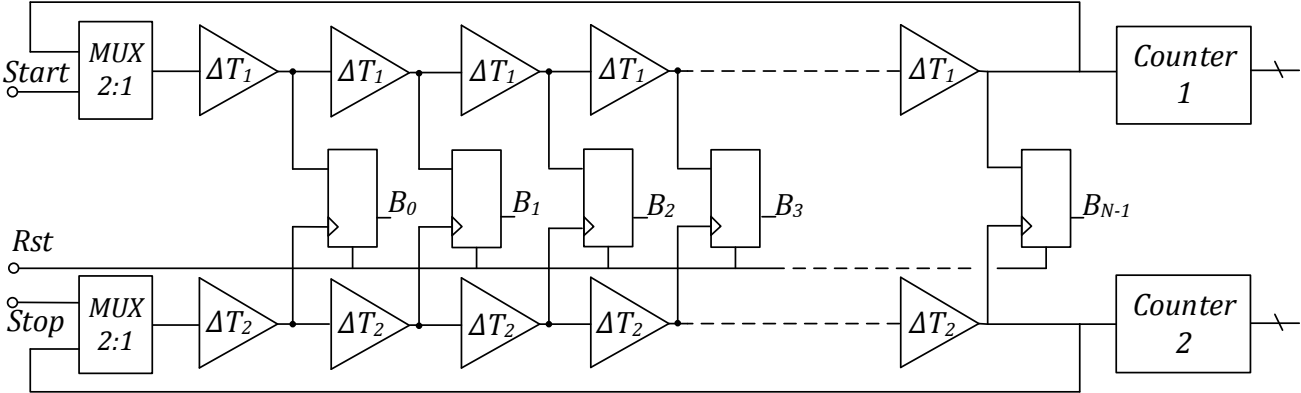 MUX
2:1
Start
ΔT₁
ΔT₁
ΔT₁
ΔT₁
ΔT₁
Counter
1
B₀
B₁
B₂
B₃
B_{N-1}
Rst
Stop
MUX
2:1
ΔT₂
ΔT₂
ΔT₂
ΔT₂
ΔT₂
Counter
2